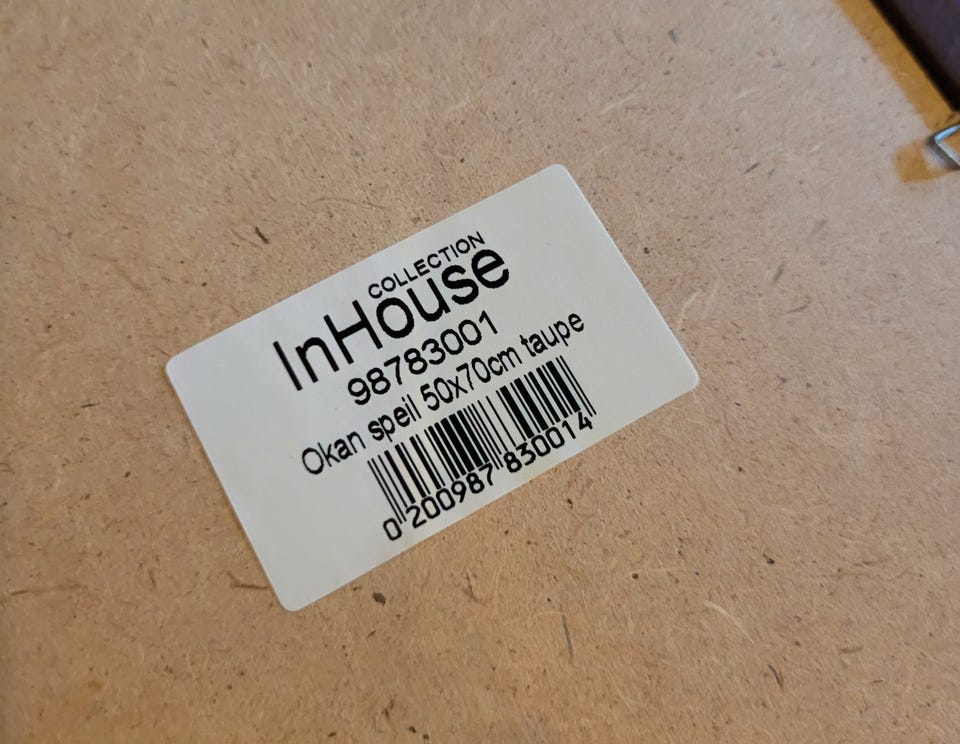 COLLECTION
InHouse
98783001
Okan speil 50x70cm taupe
0 200987 830014